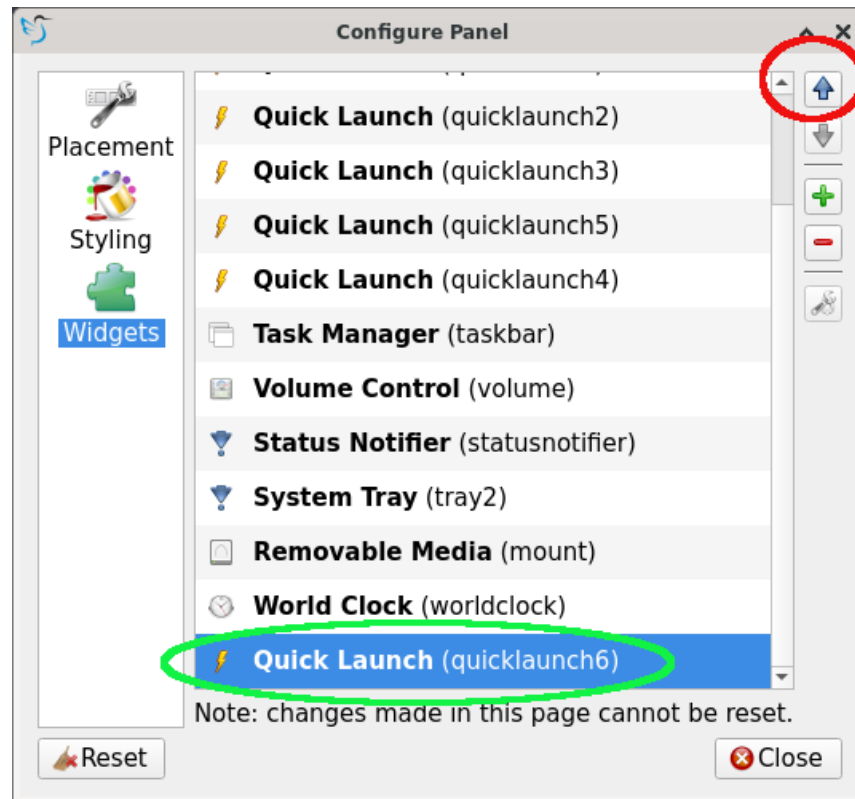 Configure Panel
Placement
Styling
Widgets
Quick Launch (quicklaunch2)
Quick Launch (quicklaunch3)
Quick Launch (quicklaunch5)
Quick Launch (quicklaunch4)
Task Manager (taskbar)
Volume Control (volume)
Status Notifier (statusnotifier)
System Tray (tray2)
Removable Media (mount)
World Clock (worldclock)
Quick Launch (quicklaunch6)
Note: changes made in this page cannot be reset.
Reset
Close